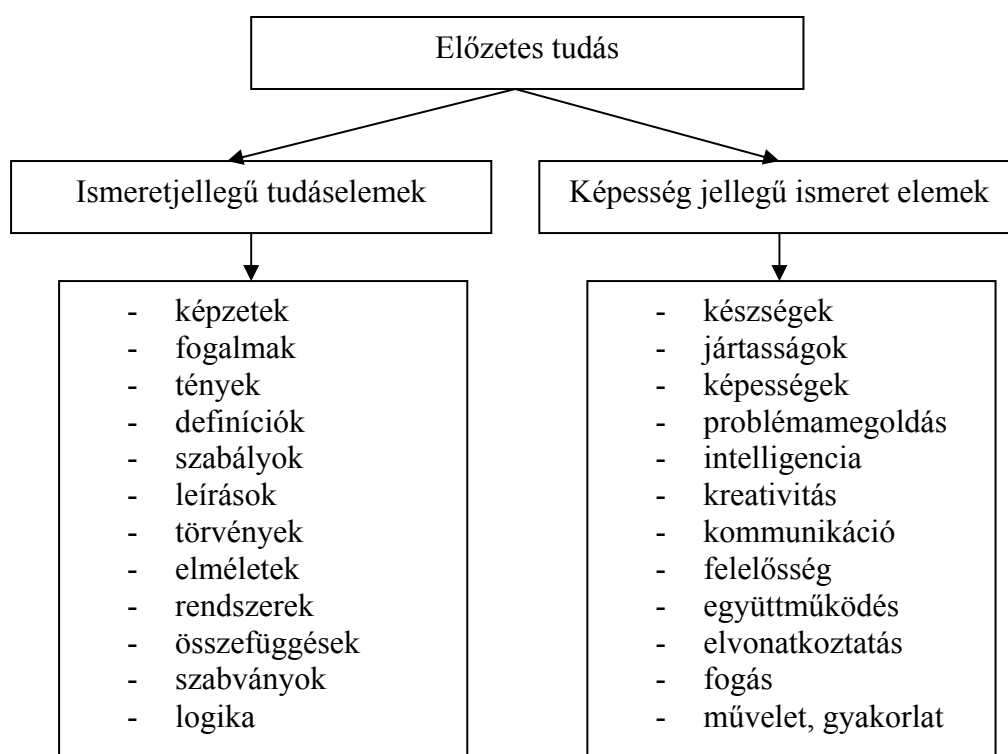 Előzetes tudás
Ismeretjellegű tudáselemek
Képesség jellegű ismeret elemek
- képzetek
- fogalmak
- tények
- definíciók
- szabályok
- leírások
- törvények
- elméletek
- rendszerek
- összefüggések
- szabványok
- logika
- készségek
- jártasságok
- képességek
- problémamegoldás
- intelligencia
- kreativitás
- kommunikáció
- felelősség
- együttműködés
- elvonatkoztatás
- fogás
- művelet, gyakorlat